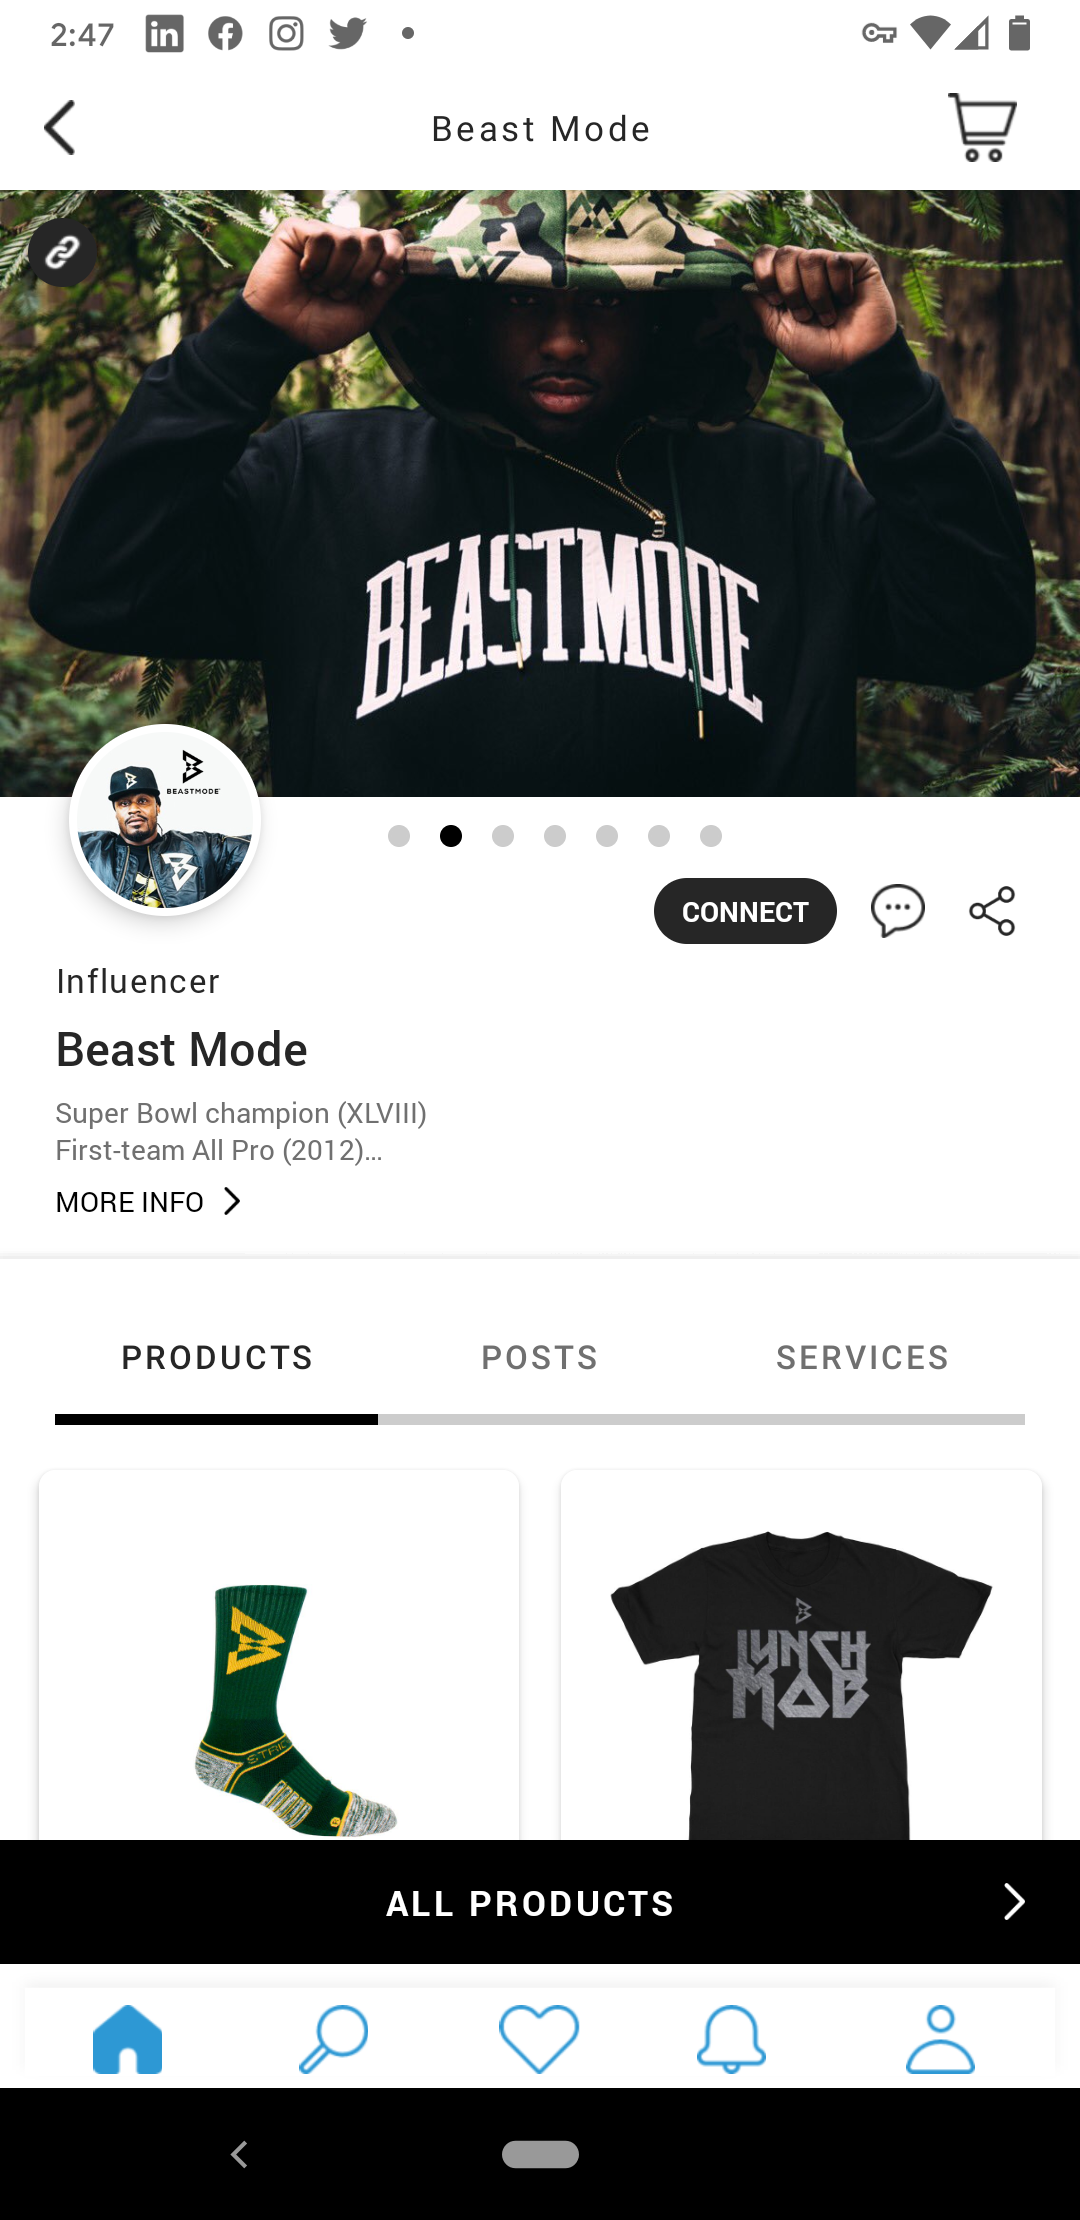 2:47
Beast Mode
BEASTMODE
BEASTMODE
CONNECT
Influencer
Beast Mode
Super Bowl champion (XLVIII)
First-team All Pro (2012)...
MORE INFO
PRODUCTS
POSTS
SERVICES
LYNCH
MOB
ALL PRODUCTS